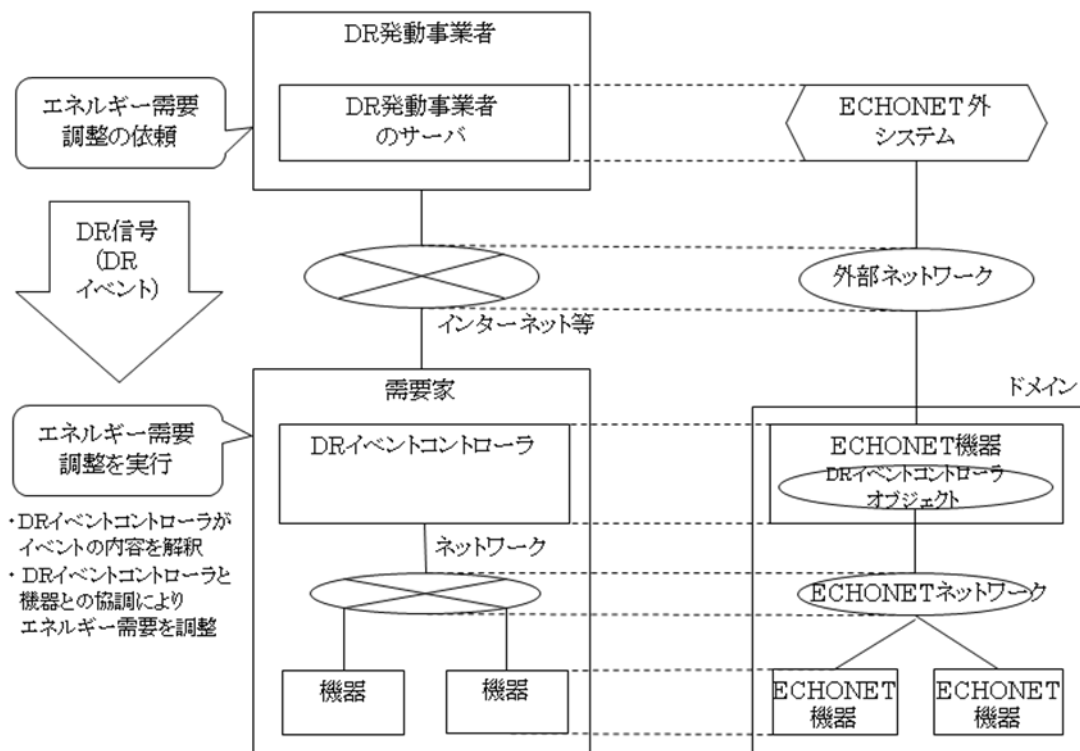 DR発動事業者
エネルギー需要
調整の依頼
DR発動事業者
のサーバ
ECHONET外
システム
DR信号
(DR
イベント)
外部ネットワーク
インターネット等
需要家
ドメイン
エネルギー需要
調整を実行
DRイベントコントローラ
ECHONET機器
DRイベントコントローラ
オブジェクト
・DRイベントコントローラが
イベントの内容を解釈
・DRイベントコントローラと
機器との協調により
エネルギー需要を調整
ネットワーク
ECHONETネットワーク
機器
機器
ECHONET
機器
ECHONET
機器